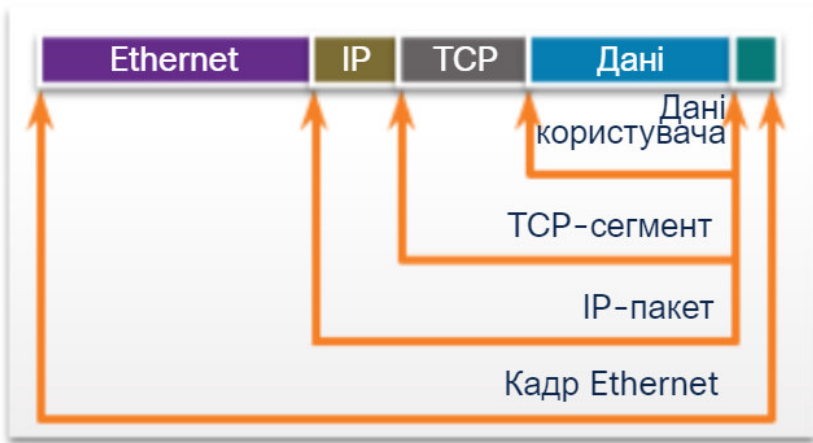 Ethernet IP TCP Дані
Дані
користувача
TCP-сегмент
IP-пакет
Кадр Ethernet